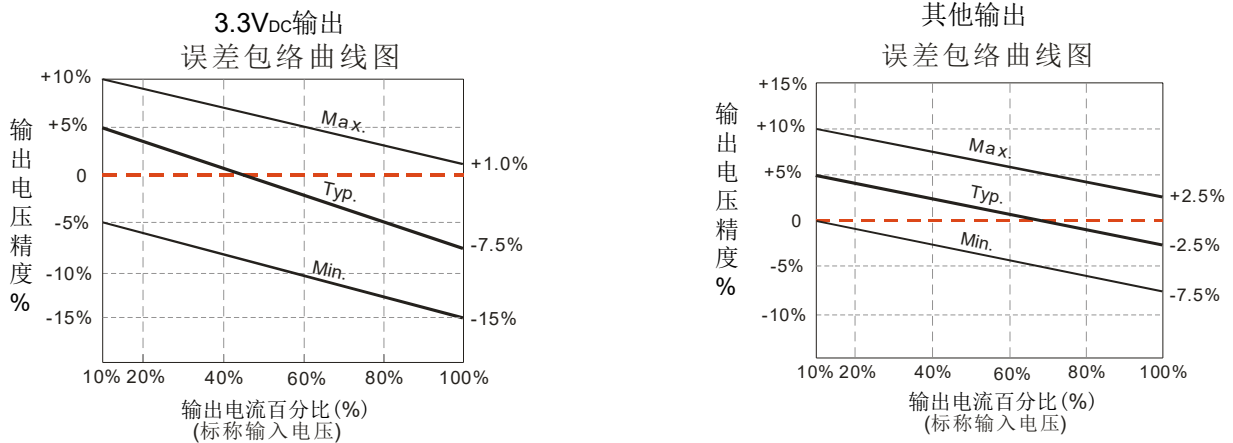 3.3VDC输出
误差包络曲线图
+10%
+5%
0
-5%
-10%
-15%
输出电压精度%
Max.
Typ.
Min.
+1.0%
-7.5%
-15%
10% 20% 40% 60% 80% 100%
输出电流百分比(%)
(标称输入电压)
其他输出
误差包络曲线图
+15%
+10%
+5%
0
-5%
-10%
输出电压精度%
Max.
Typ.
Min.
+2.5%
-2.5%
-7.5%
10% 20% 40% 60% 80% 100%
输出电流百分比(%)
(标称输入电压)